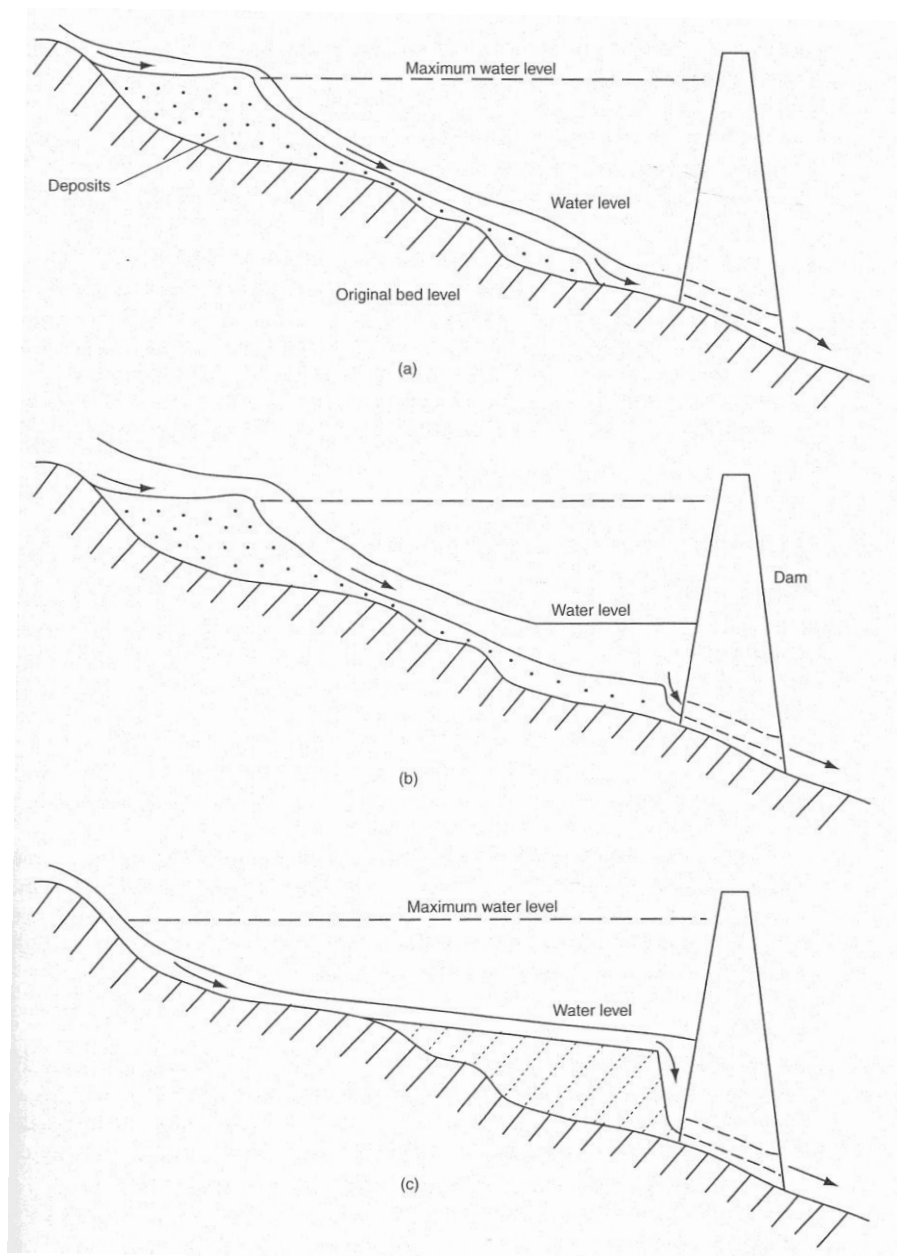 Maximum water level
Deposits
Water level
Original bed level
(a)
Dam
Water level
(b)
Maximum water level
Water level
(c)